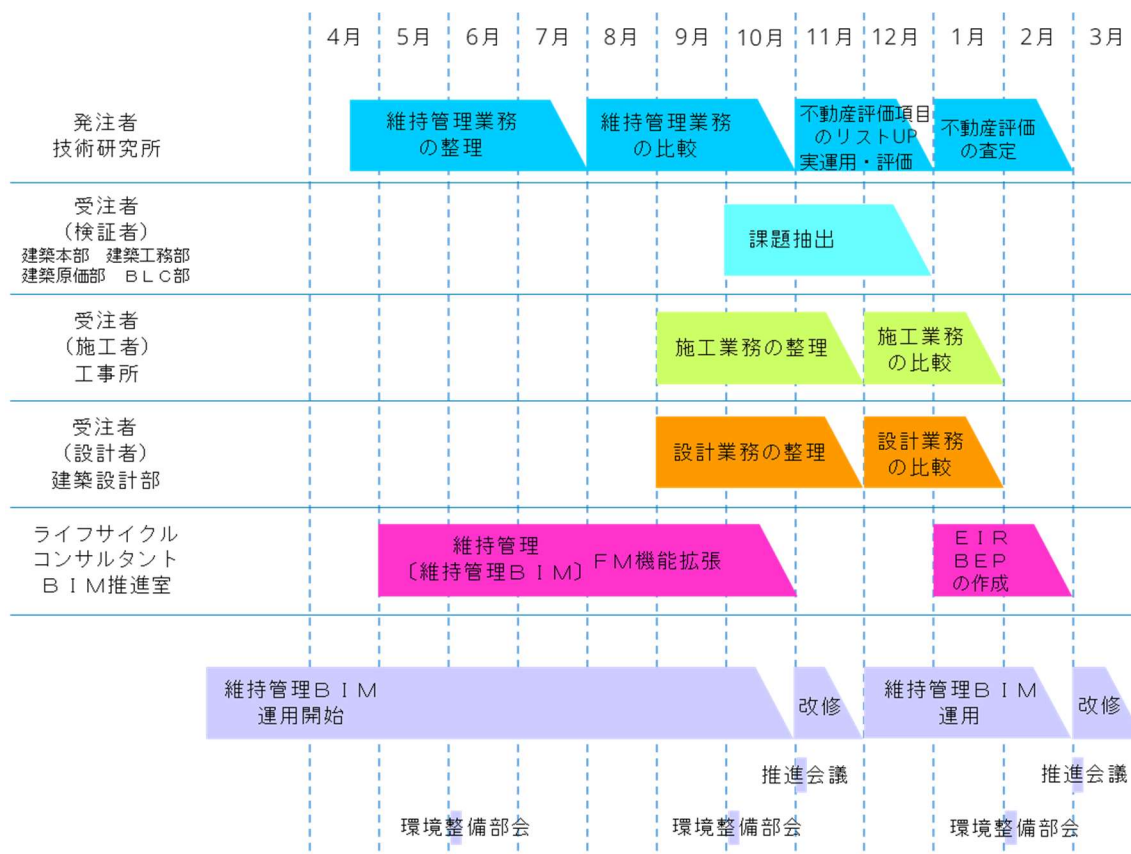 4月 5月 6月 7月 8月 9月 10月 11月 12月 1月 2月 3月
発注者
技術研究所
維持管理業務
の整理
維持管理業務
の比較
不動産評価項目
のリストUP
実運用・評価
不動産評価
の査定
受注者
(検証者)
建築本部 建築工務部
建築原価部 BLC部
課題抽出
受注者
(施工者)
工事所
施工業務の整理
施工業務
の比較
受注者
(設計者)
建築設計部
設計業務の整理
設計業務
の比較
ライフサイクル
コンサルタント
BIM推進室
維持管理
〔維持管理BIM〕
FM機能拡張
EIR
BEP
の作成
維持管理BIM
運用開始
改修
維持管理BIM
運用
改修
推進会議 推進会議
環境整備部会 環境整備部会 環境整備部会